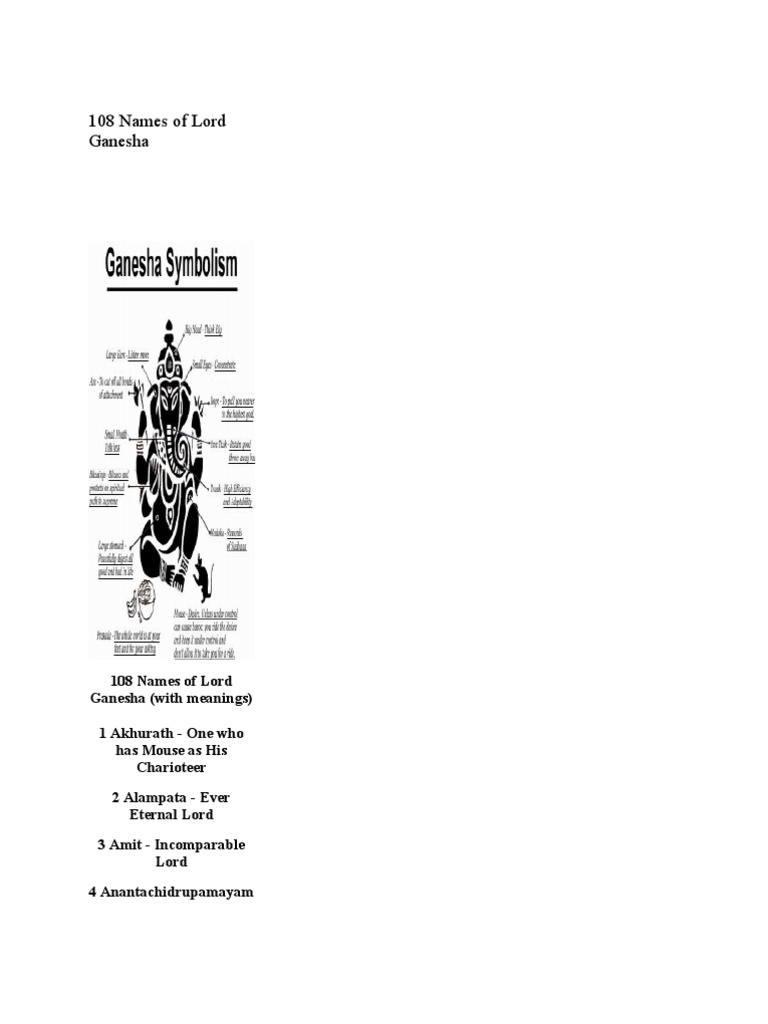 108 Names of Lord
Ganesha
Ganesha Symbolism
Big Head - Think Big
Large Ears - Listen more
Small Eyes - Concentrate
Axe - To cut off all bonds
of attachment
Rope - To pull you nearer
to the highest goal.
Small Mouth -
Talk less
One Tusk - Retain good
throw away
Blessings - Blesses and
protects on spiritual
path to supreme
Trunk - High Efficiency
and Adaptability
Modaka - Rewards
of Sadhana
Large stomach -
Peacefully digest all
good and bad in life
Mouse - Desire, Unless under control
can cause havoc. you ride the desire
and keep it under control and
don't allow it to take you for a ride.
Prasada - The whole world is at your
feet and for your asking
108 Names of Lord
Ganesha (with meanings)
1 Akhurath - One who
has Mouse as His
Charioteer
2 Alampata - Ever
Eternal Lord
3 Amit - Incomparable
Lord
4 Anantachidrupamayam